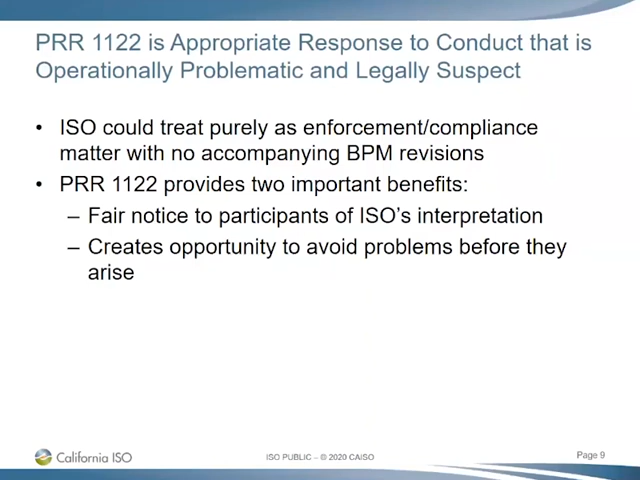 PRR 1122 is Appropriate Response to Conduct that is
Operationally Problematic and Legally Suspect
• ISO could treat purely as enforcement/compliance
matter with no accompanying BPM revisions
• PRR 1122 provides two important benefits:
– Fair notice to participants of ISO's interpretation
– Creates opportunity to avoid problems before they
arise
California ISO
ISO PUBLIC – © 2020 CAISO
Page 9